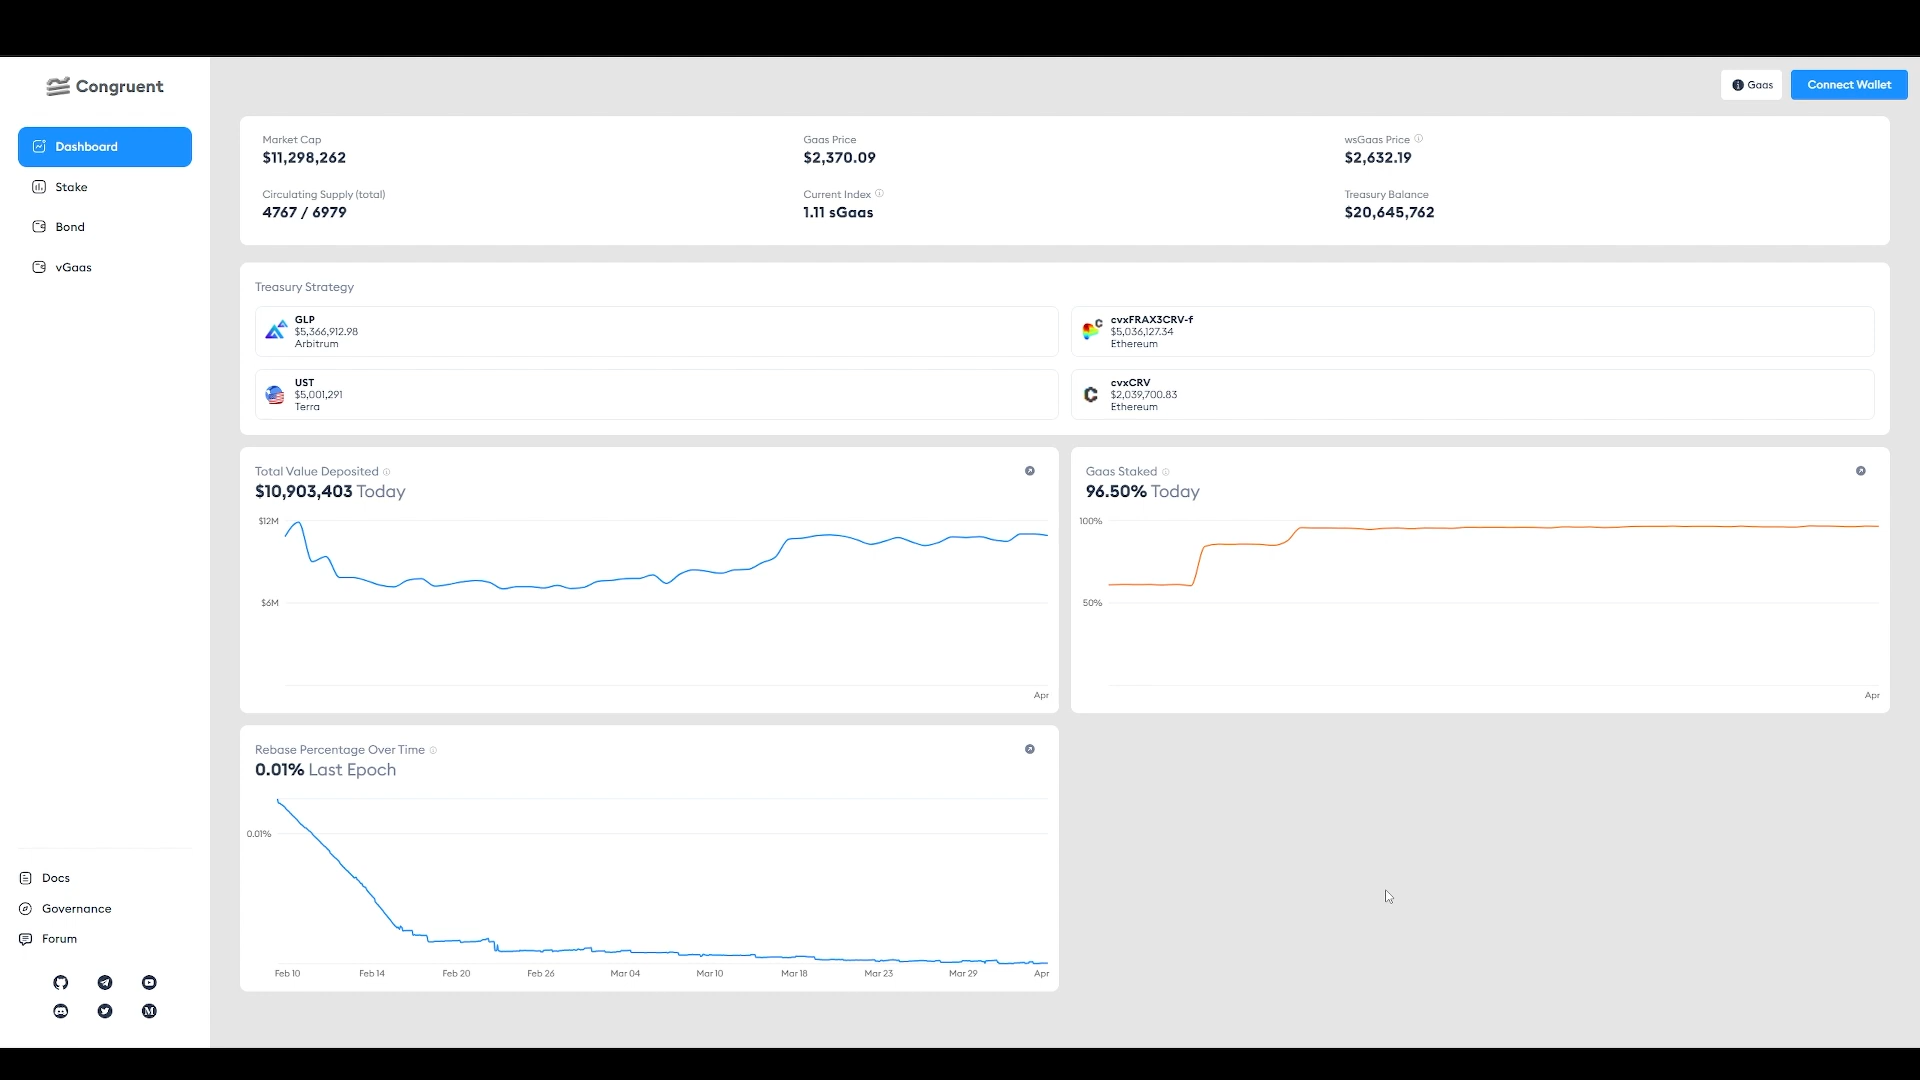 Congruent
Gaas
Connect Wallet
Dashboard
Stake
Bond
vGaas
Market Cap
$11,298,262
Gaas Price
$2,370.09
wsGaas Price
$2,632.19
Circulating Supply (total)
4767 / 6979
Current Index
1.11 sGaas
Treasury Balance
$20,645,762
Treasury Strategy
GLP
$5,366,912.98
Arbitrum
cvxFRAX3CRV-f
$5,036,127.34
Ethereum
UST
$5,001,291
Terra
cvxCRV
$2,039,700.83
Ethereum
Total Value Deposited
$10,903,403 Today
$12M
$6M
Apr
Gaas Staked
96.50% Today
100%
50%
Apr
Rebase Percentage Over Time
0.01% Last Epoch
0.01%
Feb 10 Feb 14 Feb 20 Feb 26 Mar 04 Mar 10 Mar 18 Mar 23 Mar 29 Apr
Docs
Governance
Forum